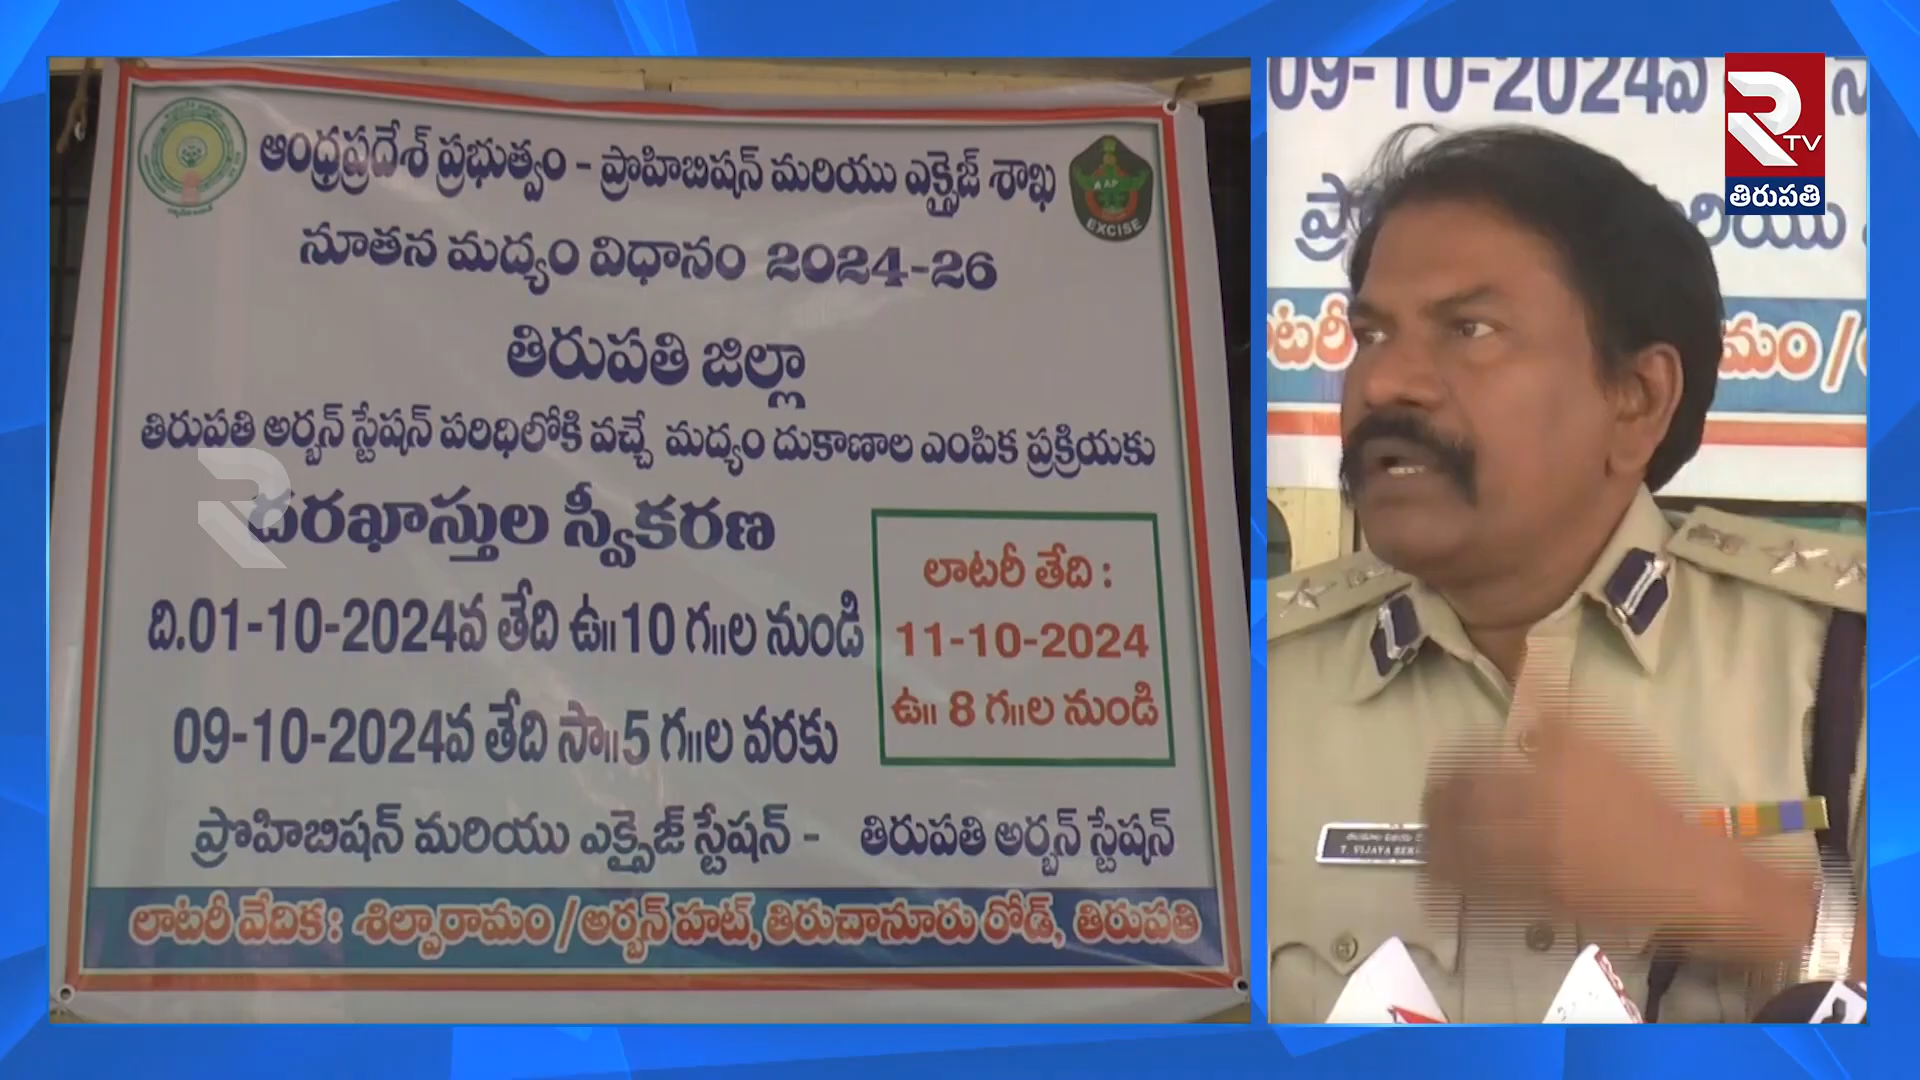 ఆంధ్రప్రదేశ్ ప్రభుత్వం - ప్రొహిబిషన్ మరియు ఎక్సైజ్ శాఖ
EXCISE
నూతన మద్యం విధానం 2024-26
తిరుపతి జిల్లా
తిరుపతి అర్బన్ స్టేషన్ పరిధిలోకి వచ్చే మద్యం దుకాణాల ఎంపిక ప్రక్రియకు
దరఖాస్తుల స్వీకరణ
ది.01-10-2024వ తేది ఉ॥10 గ॥ల నుండి
09-10-2024వ తేది సా॥5 గ॥ల వరకు
లాటరీ తేది :
11-10-2024
ఉ॥ 8 గ॥ల నుండి
ప్రొహిబిషన్ మరియు ఎక్సైజ్ స్టేషన్ - తిరుపతి అర్బన్ స్టేషన్
లాటరీ వేదిక : శిల్పారామం / అర్బన్ హట్, తిరుచానూరు రోడ్, తిరుపతి
09-10-2024వ
రియు
లాటరీ
మం /
RTV
తిరుపతి
T. VIJAYA